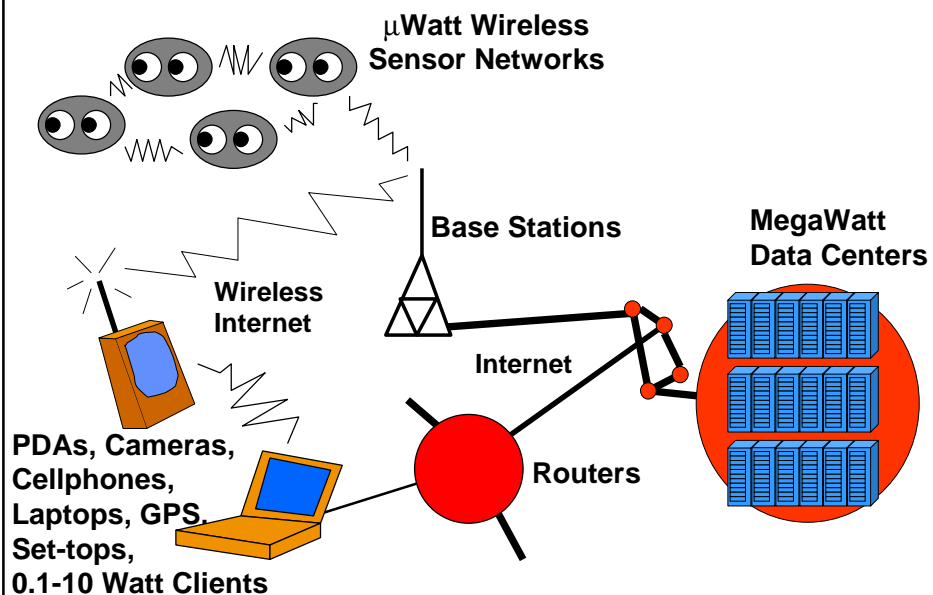 μWatt Wireless
Sensor Networks
Base Stations
MegaWatt
Data Centers
Wireless
Internet
Internet
PDAs, Cameras,
Cellphones,
Laptops, GPS,
Set-tops,
0.1-10 Watt Clients
Routers